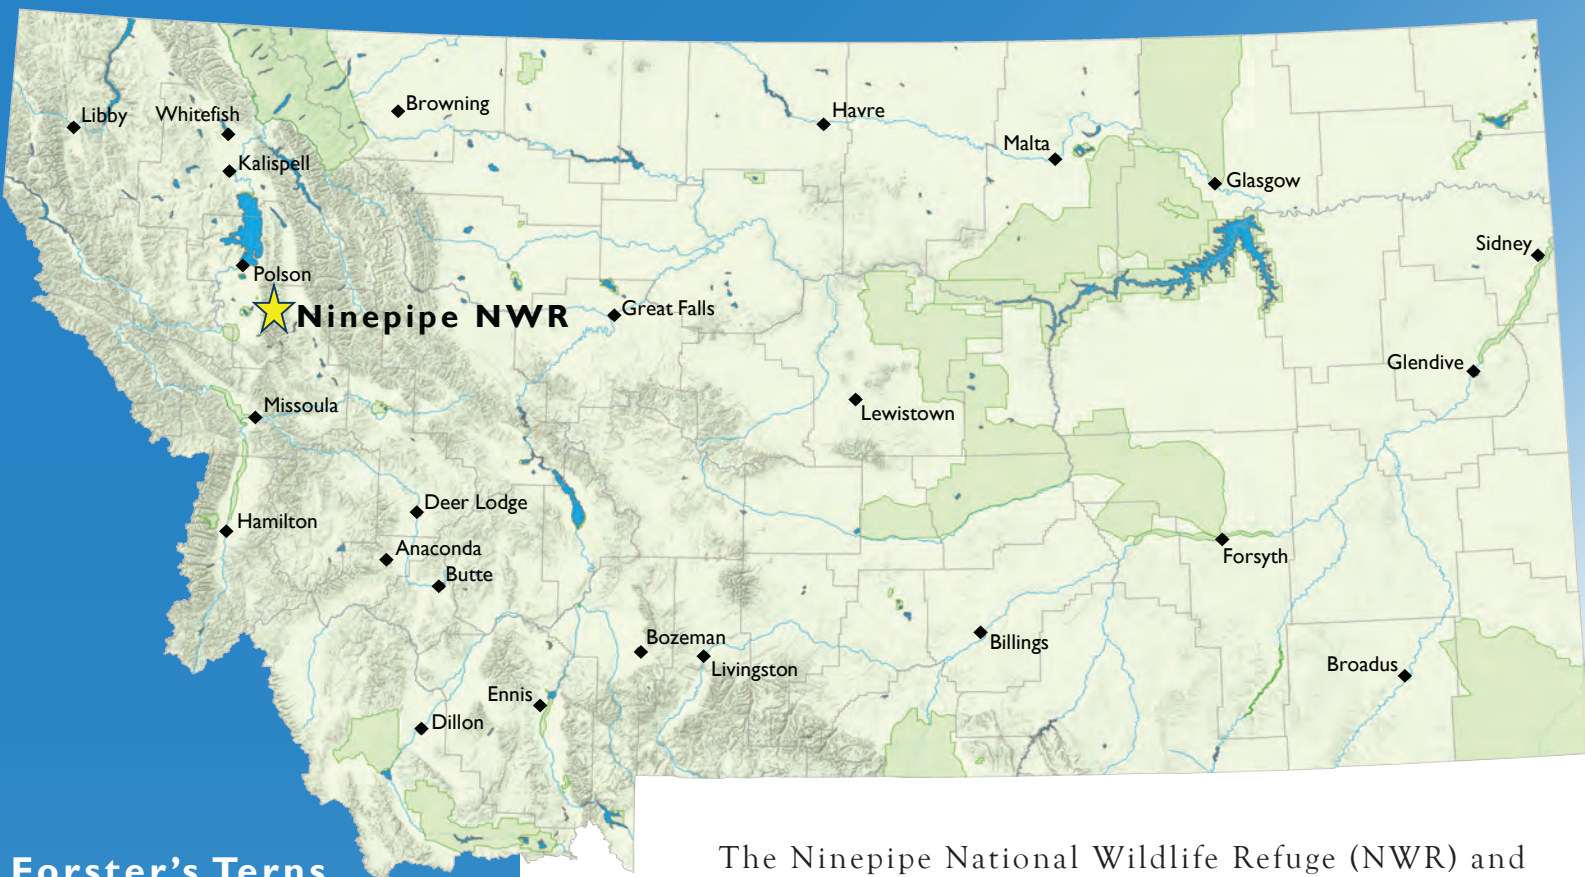 Libby
Whitefish
Browning
Havre
Malta
Kalispell
Glasgow
Sidney
Polson
Ninepipe NWR
Great Falls
Glendive
Missoula
Lewistown
Deer Lodge
Hamilton
Anaconda
Butte
Forsyth
Bozeman
Billings
Livingston
Broadus
Ennis
Dillon
Forster's Terns
The Ninepipe National Wildlife Refuge (NWR) and